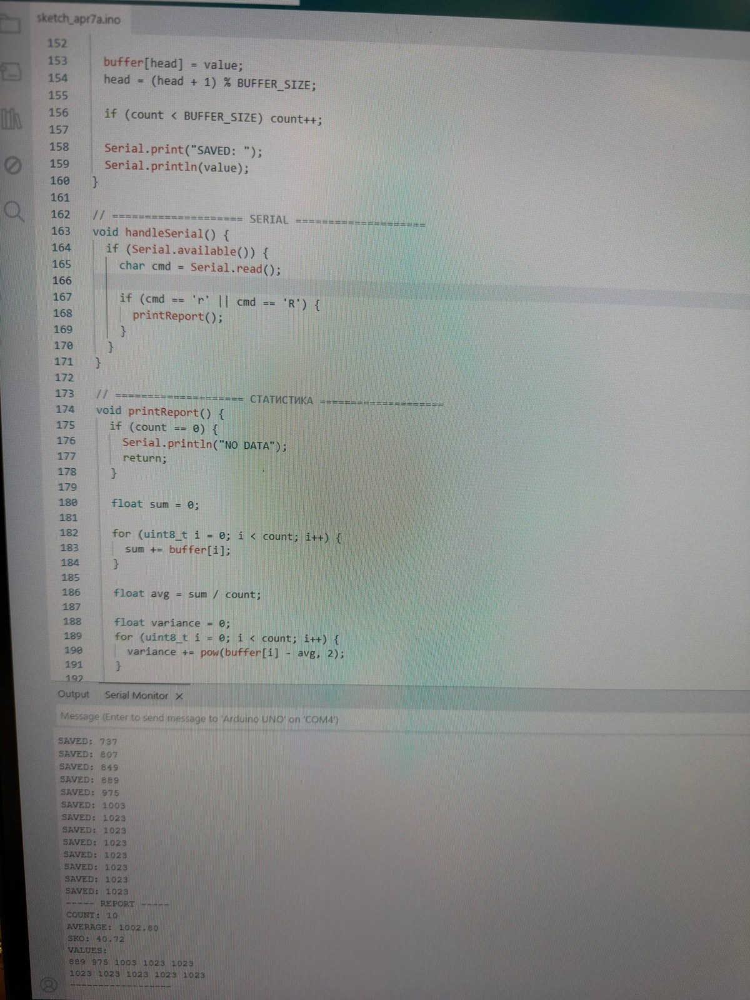 sketch_apr7a.ino
152
153 buffer[head] = value;
154 head = (head + 1) % BUFFER_SIZE;
155
156 if (count < BUFFER_SIZE) count++;
157
158 Serial.print("SAVED: ");
159 Serial.println(value);
160 }
161
162 // ==================== SERIAL ====================
163 void handleSerial() {
164 if (Serial.available()) {
165 char cmd = Serial.read();
166
167 if (cmd == 'r' || cmd == 'R') {
168 printReport();
169 }
170 }
171 }
172
173 // ==================== СТАТИСТИКА ===================
174 void printReport() {
175 if (count == 0) {
176 Serial.println("NO DATA");
177 return;
178 }
179
180 float sum = 0;
181
182 for (uint8_t i = 0; i < count; i++) {
183 sum += buffer[i];
184 }
185
186 float avg = sum / count;
187
188 float variance = 0;
189 for (uint8_t i = 0; i < count; i++) {
190 variance += pow(buffer[i] - avg, 2);
191 }
192
Output Serial Monitor ×
Message (Enter to send message to 'Arduino UNO' on 'COM4')
SAVED: 737
SAVED: 807
SAVED: 849
SAVED: 889
SAVED: 975
SAVED: 1003
SAVED: 1023
SAVED: 1023
SAVED: 1023
SAVED: 1023
SAVED: 1023
SAVED: 1023
SAVED: 1023
----- REPORT -----
COUNT: 10
AVERAGE: 1002.80
SKO: 40.72
VALUES:
889 975 1003 1023 1023
1023 1023 1023 1023 1023
------------------